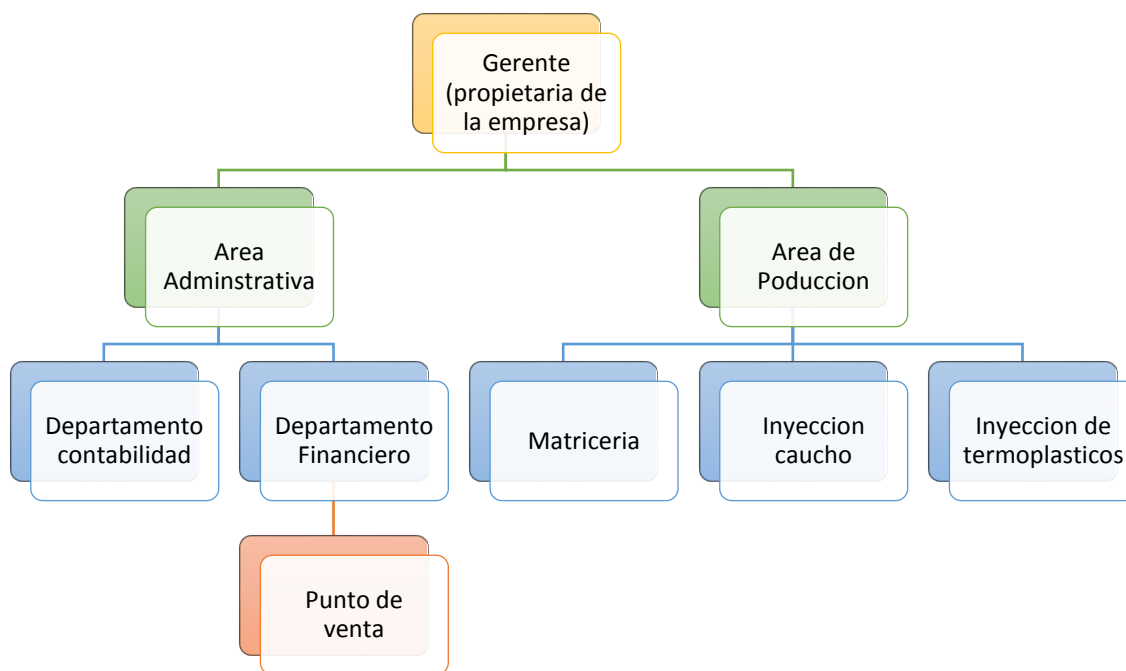 Gerente
(propietaria de
la empresa)
Area
Adminstrativa
Area de
Poduccion
Departamento
contabilidad
Departamento
Financiero
Matriceria
Inyeccion
caucho
Inyeccion de
termoplasticos
Punto de
venta